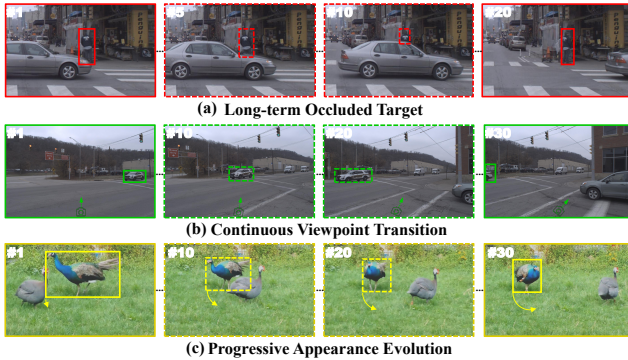 #1 #5 #10 #20
(a) Long-term Occluded Target
#1 #10 #20 #30
(b) Continuous Viewpoint Transition
#1 #10 #20 #30
(c) Progressive Appearance Evolution